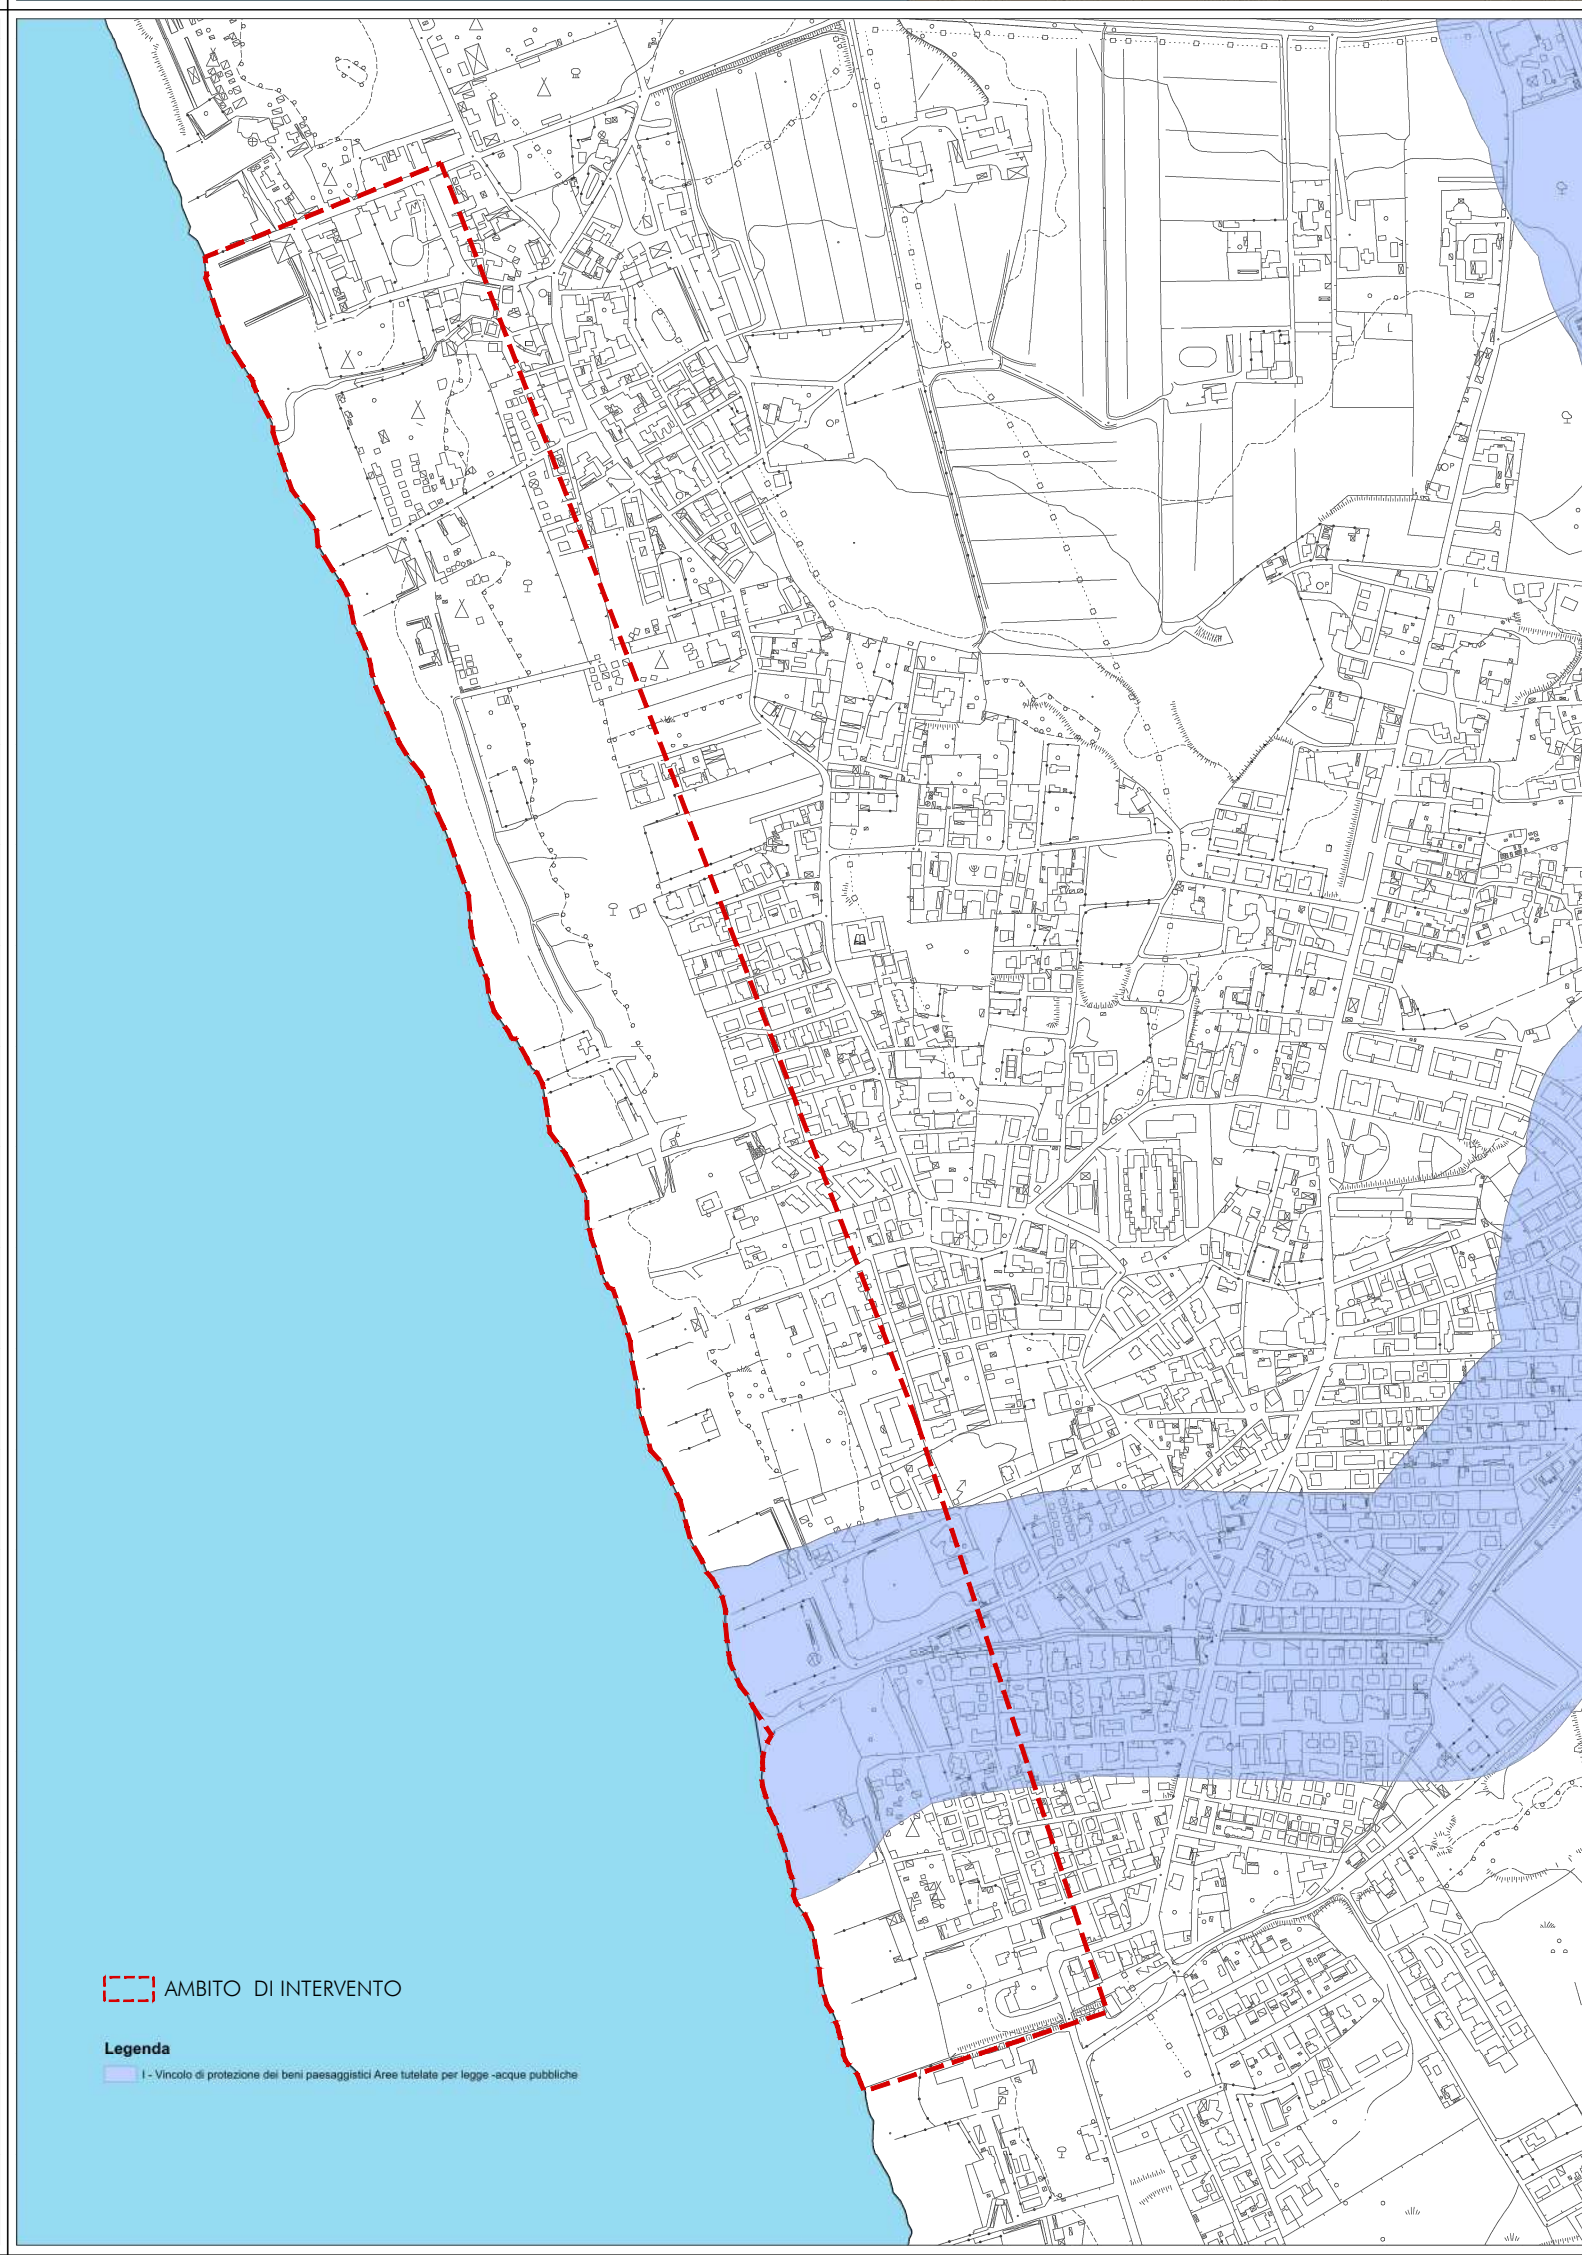 AMBITO DI INTERVENTO
Legenda
I - Vincolo di protezione dei beni paesaggistici Aree tutelate per legge -acque pubbliche